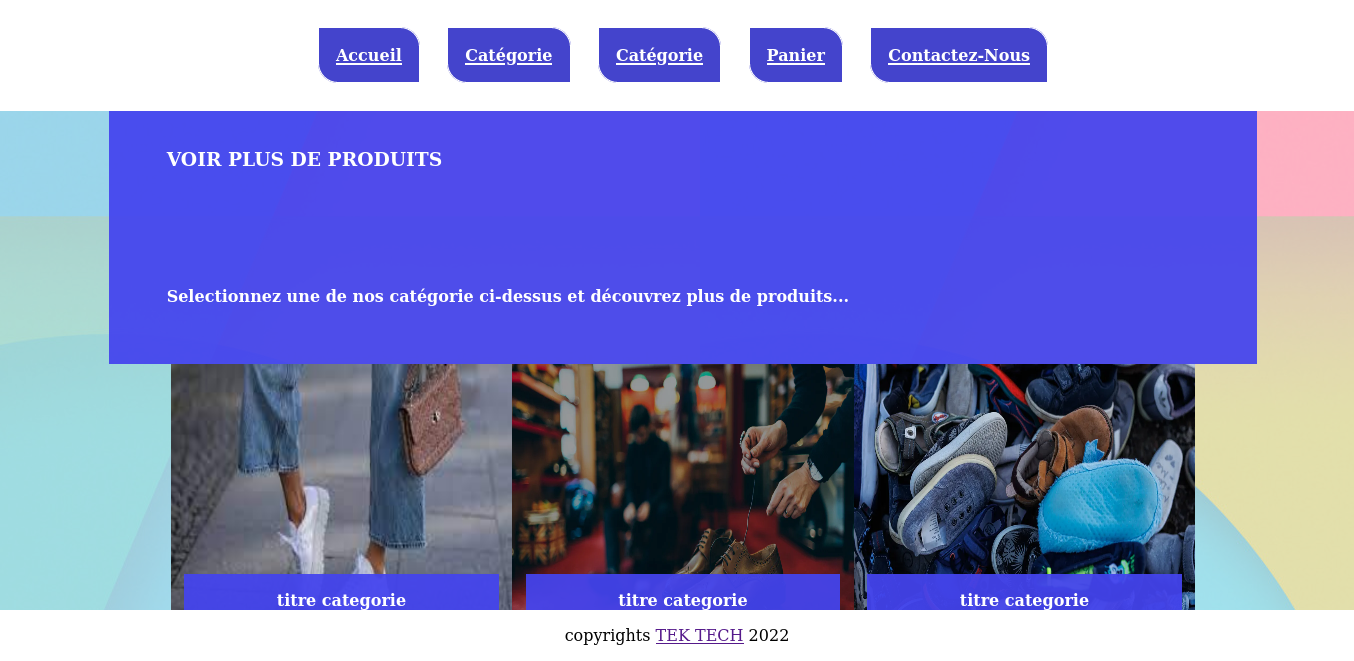 Accueil Catégorie Catégorie Panier Contactez-Nous
VOIR PLUS DE PRODUITS
Selectionnez une de nos catégorie ci-dessus et découvrez plus de produits...
titre categorie titre categorie titre categorie
copyrights TEK TECH 2022